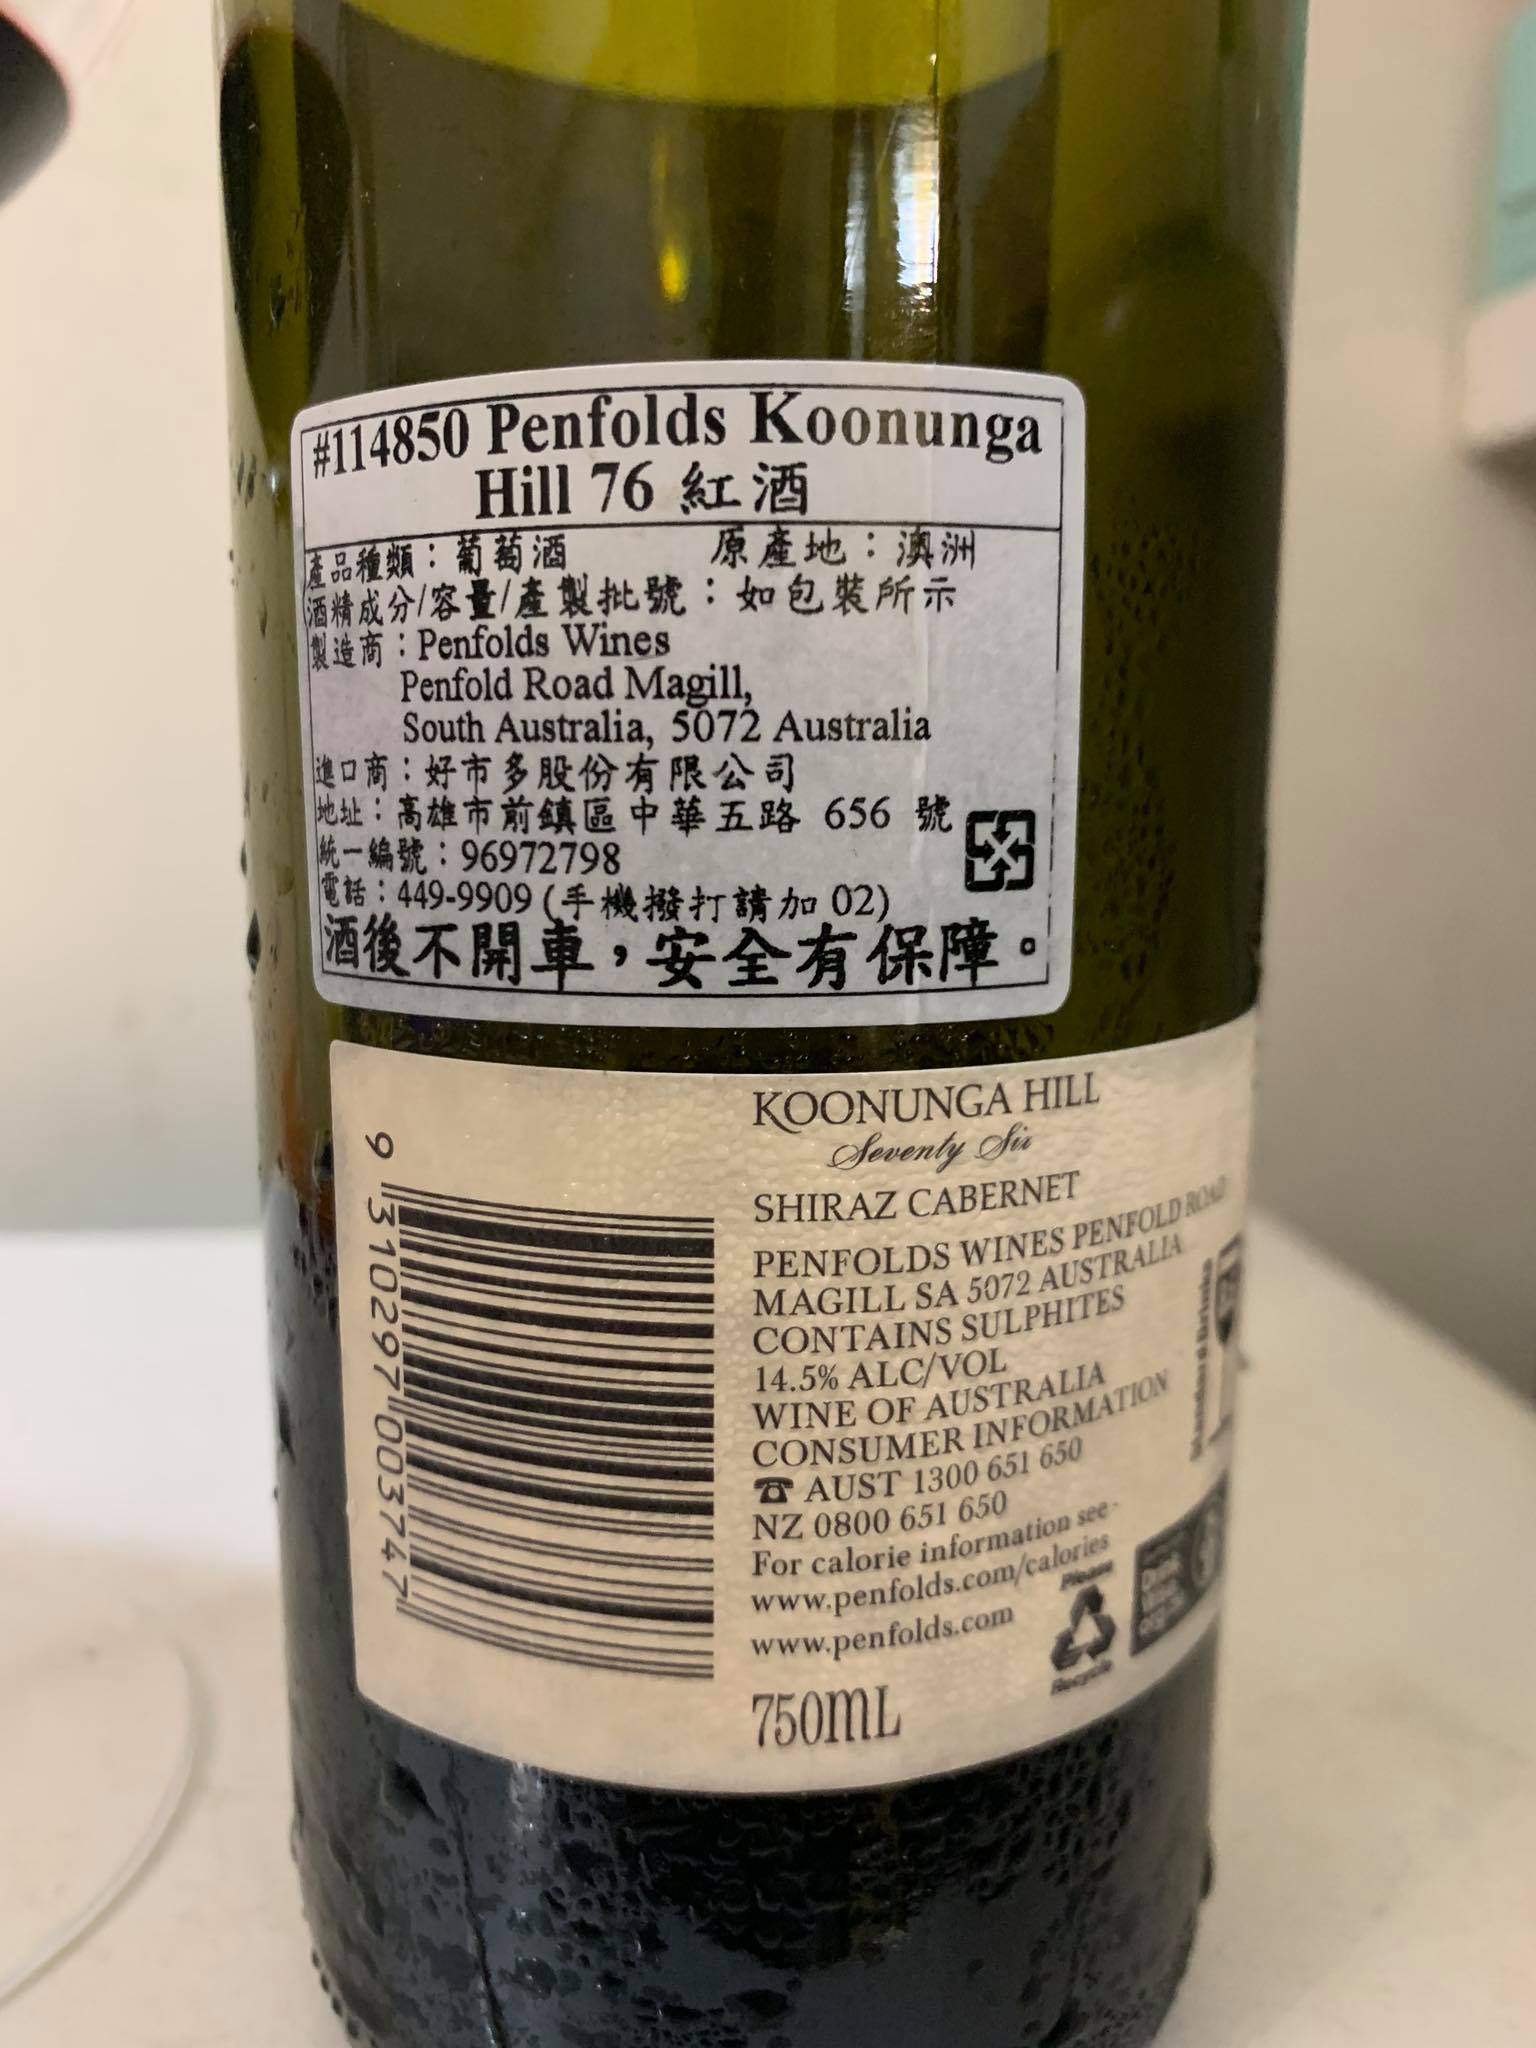 #114850 Penfolds Koonunga
Hill 76 紅酒
產品種類：葡萄酒 原產地：澳洲
酒精成分/容量/產製批號：如包裝所示
製造商：Penfolds Wines
Penfold Road Magill,
South Australia, 5072 Australia
進口商：好市多股份有限公司
地址：高雄市前鎮區中華五路 656 號
統一編號：96972798
電話：449-9909 (手機撥打請加 02)
酒後不開車，安全有保障。
KOONUNGA HILL
Seventy Six
SHIRAZ CABERNET
PENFOLDS WINES PENFOLD ROAD
MAGILL SA 5072 AUSTRALIA
CONTAINS SULPHITES
14.5% ALC/VOL
WINE OF AUSTRALIA
CONSUMER INFORMATION
☎ AUST 1300 651 650
NZ 0800 651 650
For calorie information see -
www.penfolds.com/calories
www.penfolds.com
750mL
Please
Recycle
9 310297 003747